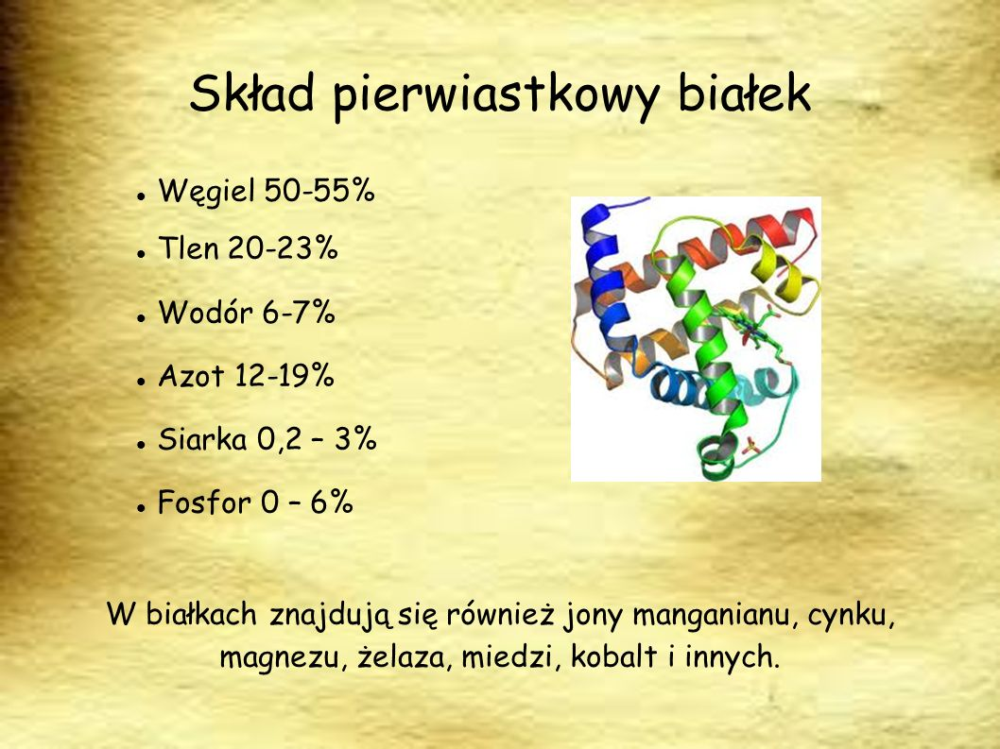 Skład pierwiastkowy białek
● Węgiel 50-55%
● Tlen 20-23%
● Wodór 6-7%
● Azot 12-19%
● Siarka 0,2 – 3%
● Fosfor 0 – 6%
W białkach znajdują się również jony manganianu, cynku,
magnezu, żelaza, miedzi, kobalt i innych.